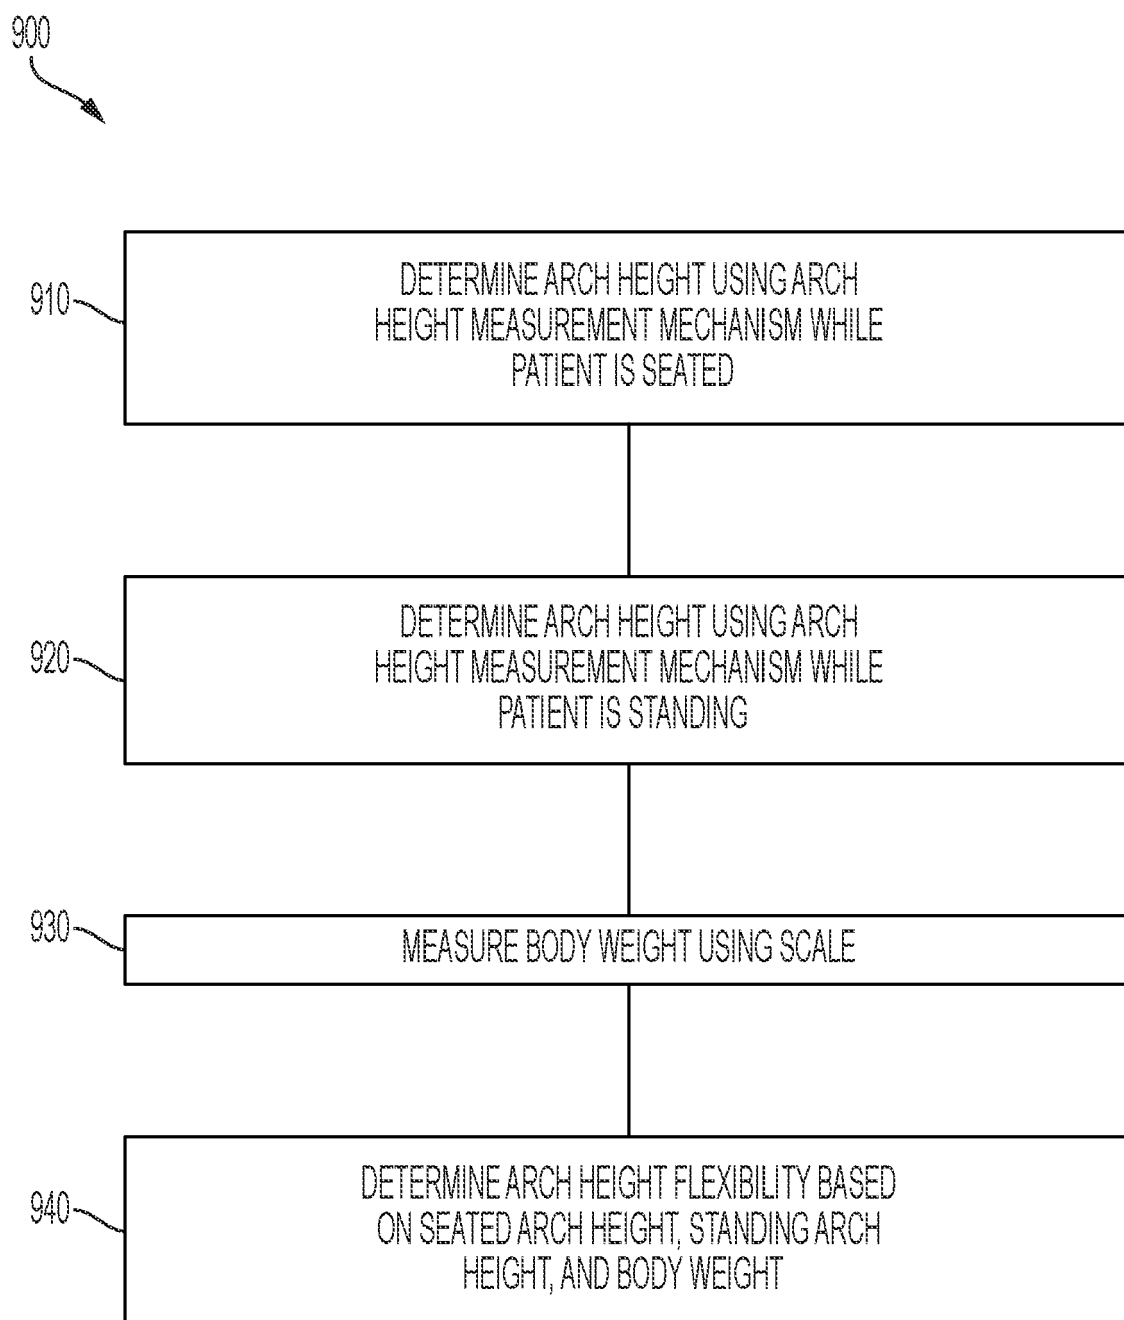 900
910
DETERMINE ARCH HEIGHT USING ARCH
HEIGHT MEASUREMENT MECHANISM WHILE
PATIENT IS SEATED
920
DETERMINE ARCH HEIGHT USING ARCH
HEIGHT MEASUREMENT MECHANISM WHILE
PATIENT IS STANDING
930
MEASURE BODY WEIGHT USING SCALE
940
DETERMINE ARCH HEIGHT FLEXIBILITY BASED
ON SEATED ARCH HEIGHT, STANDING ARCH
HEIGHT, AND BODY WEIGHT